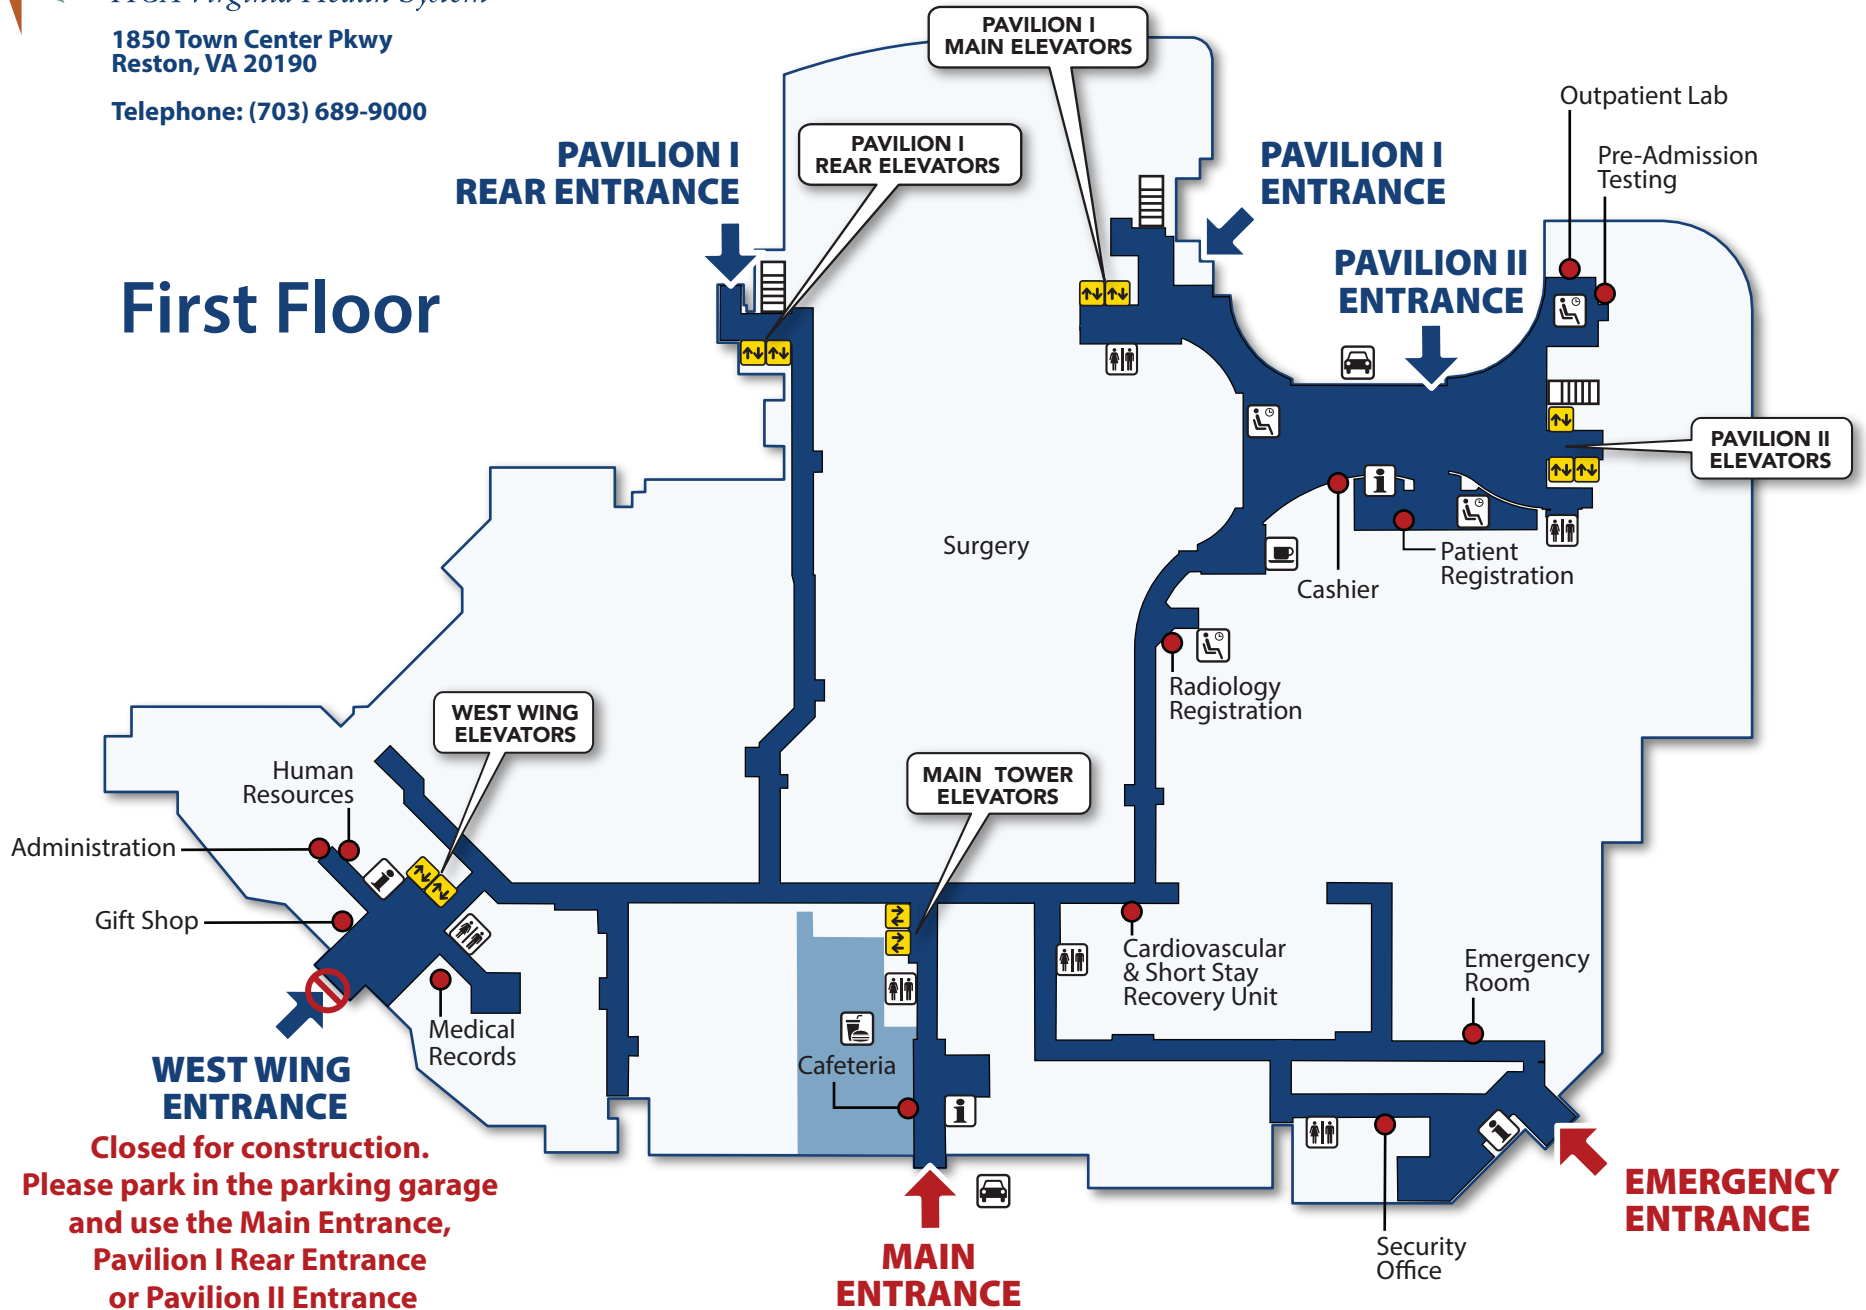 HCA Virginia Health System
1850 Town Center Pkwy
Reston, VA 20190
Telephone: (703) 689-9000
First Floor
PAVILION I
MAIN ELEVATORS
PAVILION I
REAR ELEVATORS
PAVILION I
REAR ENTRANCE
PAVILION I
ENTRANCE
Outpatient Lab
Pre-Admission
Testing
PAVILION II
ENTRANCE
PAVILION II
ELEVATORS
Surgery
Cashier
Patient
Registration
Radiology
Registration
WEST WING
ELEVATORS
MAIN TOWER
ELEVATORS
Human
Resources
Administration
Gift Shop
Medical
Records
Cardiovascular
& Short Stay
Recovery Unit
Emergency
Room
Cafeteria
WEST WING
ENTRANCE
Closed for construction.
Please park in the parking garage
and use the Main Entrance,
Pavilion I Rear Entrance
or Pavilion II Entrance
MAIN
ENTRANCE
Security
Office
EMERGENCY
ENTRANCE